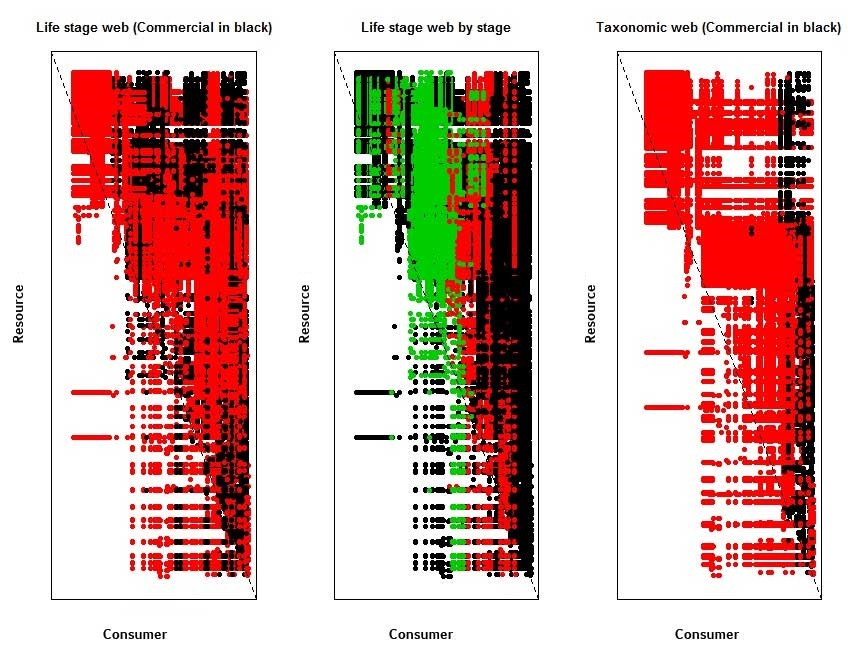 Life stage web (Commercial in black)
Life stage web by stage
Taxonomic web (Commercial in black)
Resource
Resource
Resource
Consumer
Consumer
Consumer